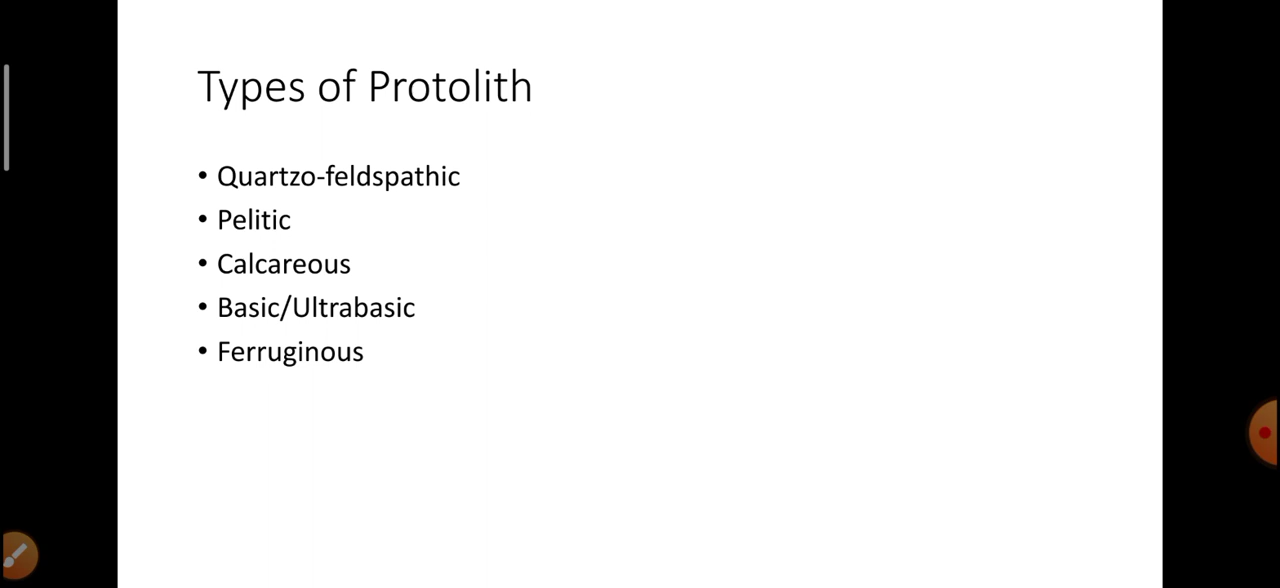 Types of Protolith
• Quartzo-feldspathic
• Pelitic
• Calcareous
• Basic/Ultrabasic
• Ferruginous